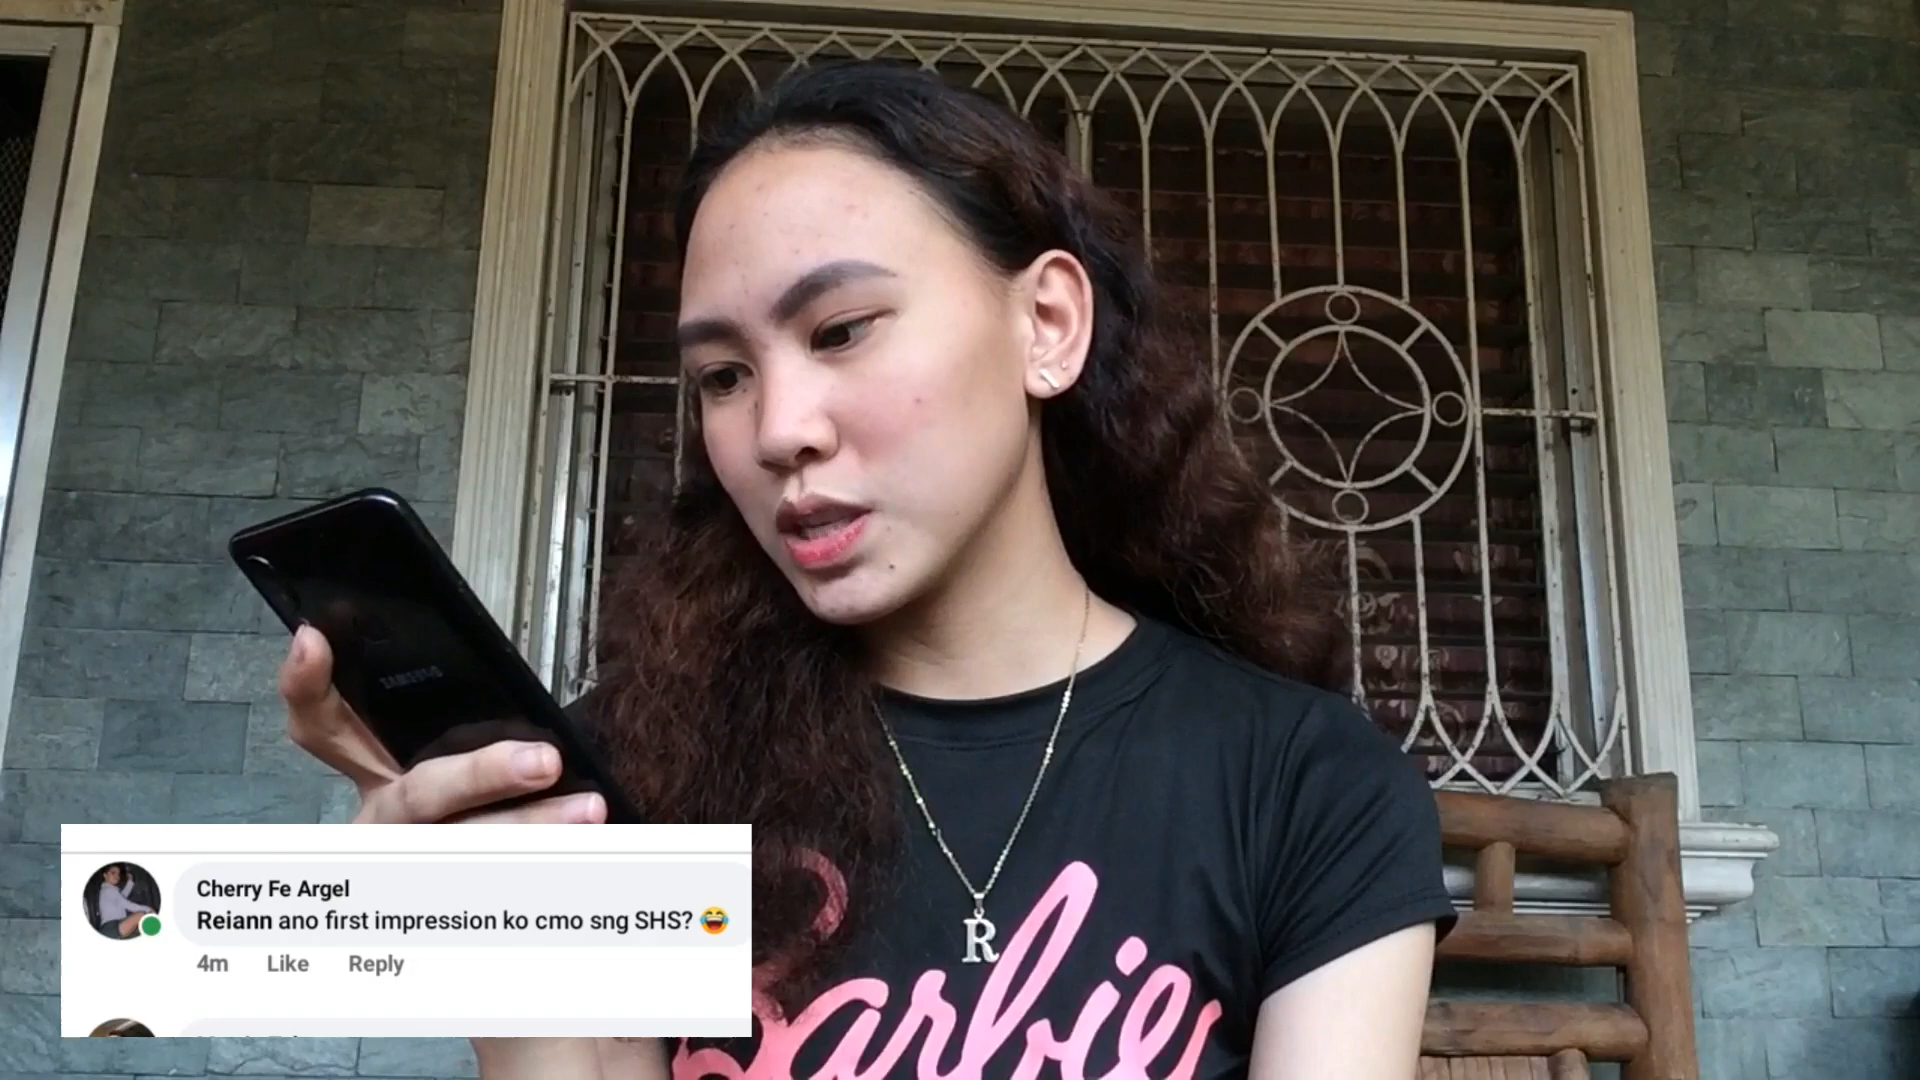 SAMSUNG
R
Barbie
Cherry Fe Argel
Reiann ano first impression ko cmo sng SHS? 😂
4m Like Reply